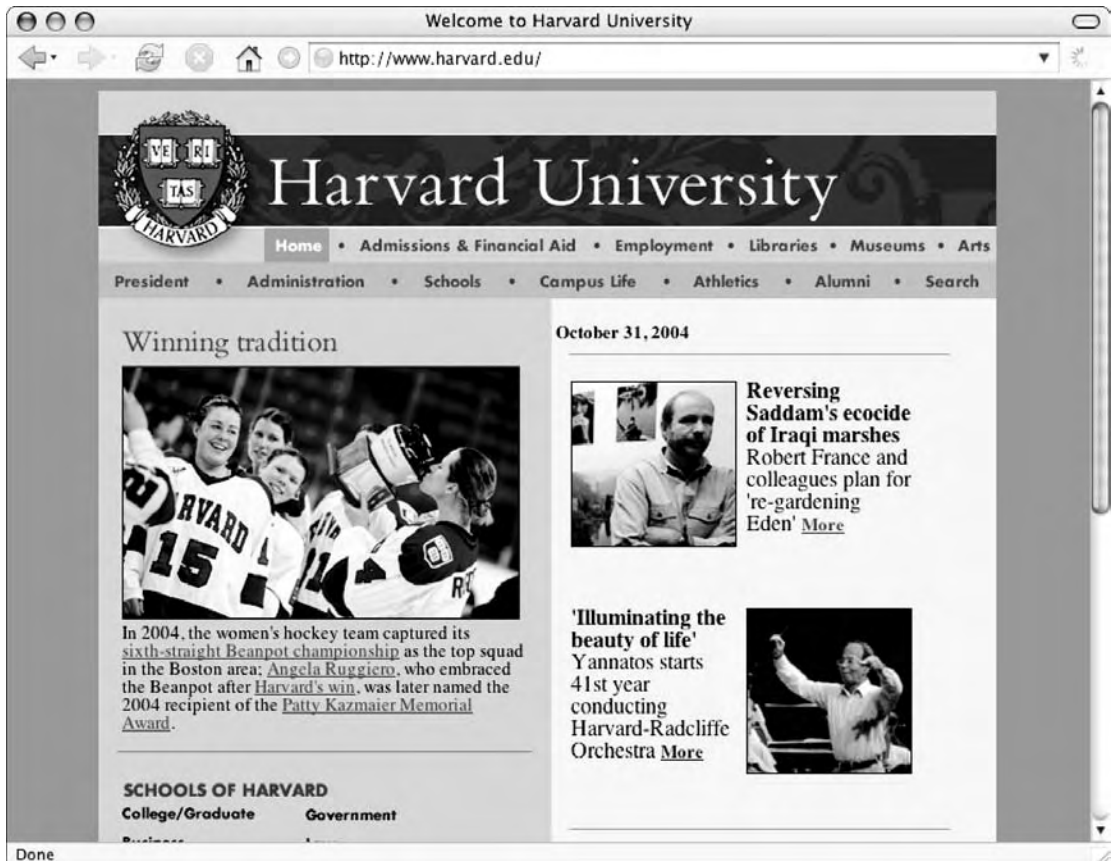 Welcome to Harvard University
http://www.harvard.edu/
VE RI
TAS
HARVARD
Harvard University
Home • Admissions & Financial Aid • Employment • Libraries • Museums • Arts
President • Administration • Schools • Campus Life • Athletics • Alumni • Search
Winning tradition
ARVARD
15
11
4
In 2004, the women's hockey team captured its
sixth-straight Beanpot championship as the top squad
in the Boston area; Angela Ruggiero, who embraced
the Beanpot after Harvard's win, was later named the
2004 recipient of the Patty Kazmaier Memorial
Award.
SCHOOLS OF HARVARD
College/Graduate Government
October 31, 2004
Reversing
Saddam's ecocide
of Iraqi marshes
Robert France and
colleagues plan for
're-gardening
Eden' More
'Illuminating the
beauty of life'
Yannatos starts
41st year
conducting
Harvard-Radcliffe
Orchestra More
Done